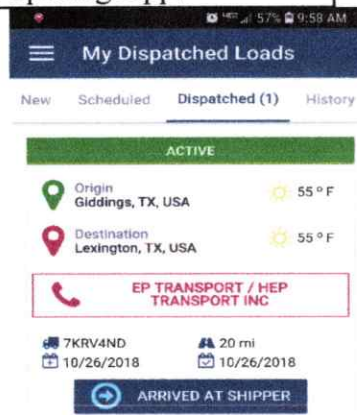 57% 9:58 AM
My Dispatched Loads
New Scheduled Dispatched (1) History
ACTIVE
Origin
Giddings, TX, USA
55 ° F
Destination
Lexington, TX, USA
55 ° F
EP TRANSPORT / HEP
TRANSPORT INC
7KRV4ND 20 mi
10/26/2018 10/26/2018
ARRIVED AT SHIPPER